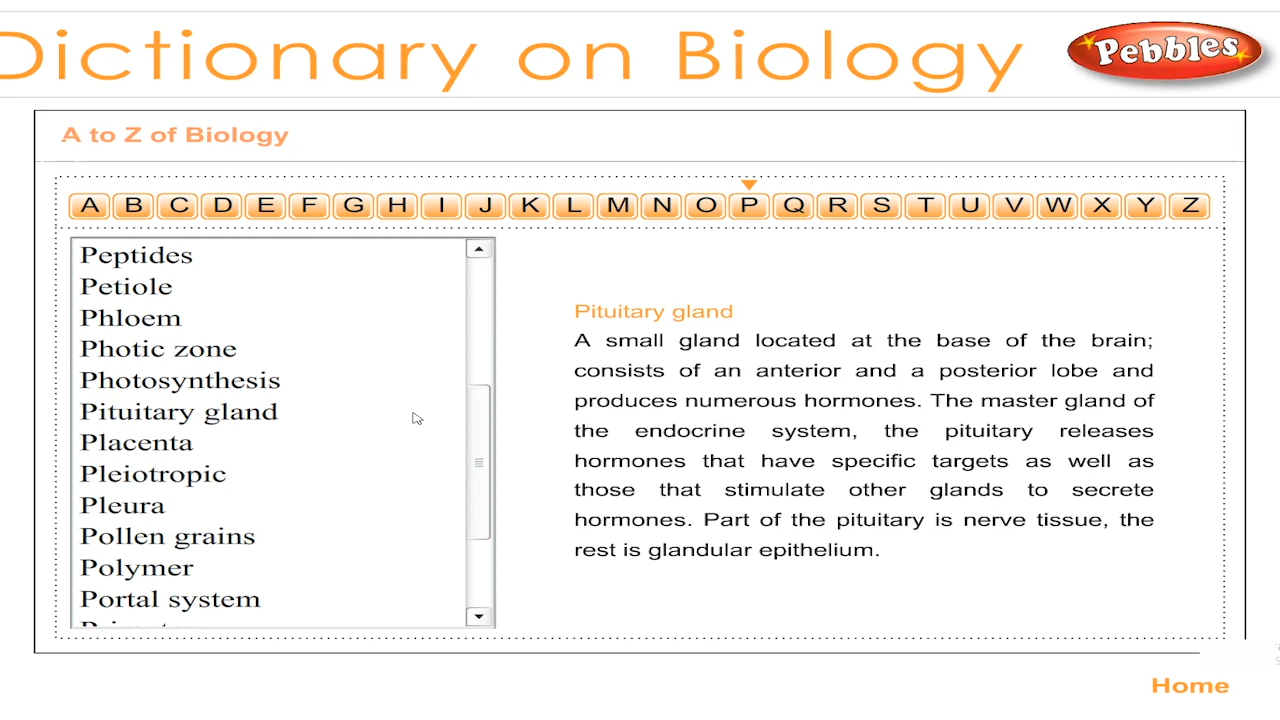 Dictionary on Biology
Pebbles
A to Z of Biology
A B C D E F G H I J K L M N O P Q R S T U V W X Y Z
Peptides
Petiole
Phloem
Photic zone
Photosynthesis
Pituitary gland
Placenta
Pleiotropic
Pleura
Pollen grains
Polymer
Portal system
Pituitary gland
A small gland located at the base of the brain;
consists of an anterior and a posterior lobe and
produces numerous hormones. The master gland of
the endocrine system, the pituitary releases
hormones that have specific targets as well as
those that stimulate other glands to secrete
hormones. Part of the pituitary is nerve tissue, the
rest is glandular epithelium.
Home